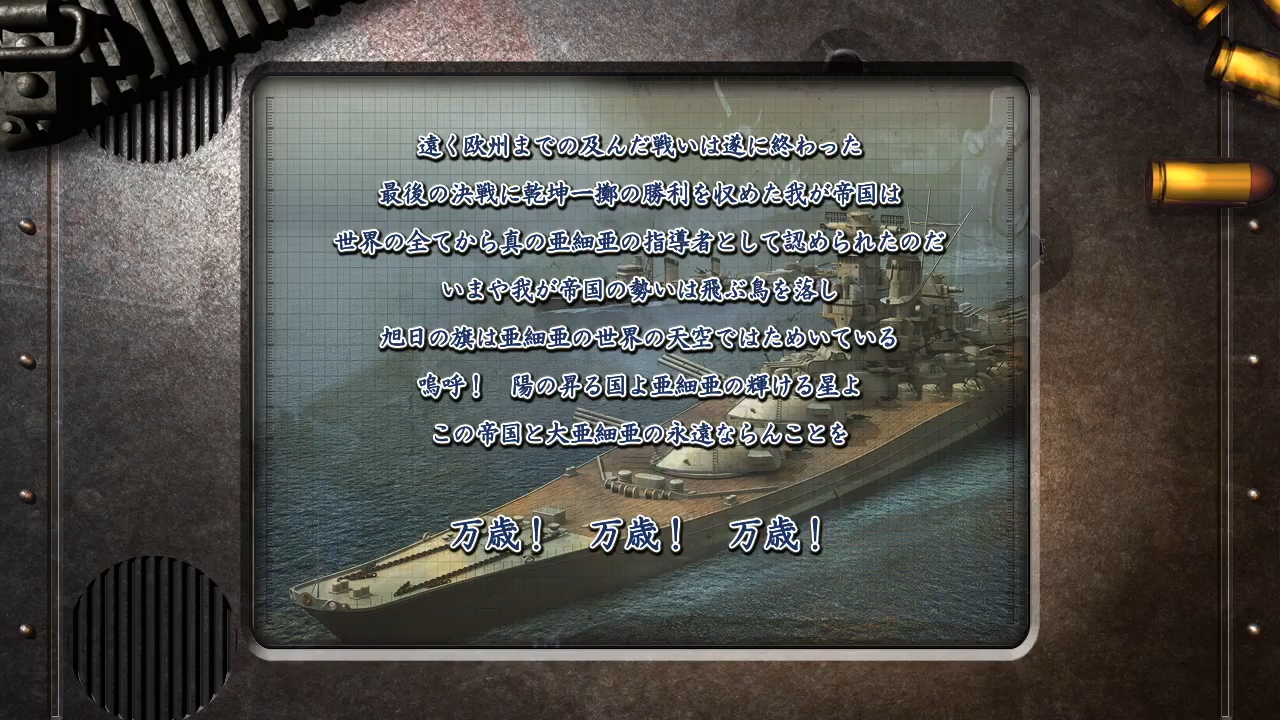 遠く欧州までの及んだ戦いは遂に終わった
最後の決戦に乾坤一擲の勝利を収めた我が帝国は
世界の全てから真の亜細亜の指導者として認められたのだ
いまや我が帝国の勢いは飛ぶ鳥を落し
旭日の旗は亜細亜の世界の天空ではためいている
嗚呼！　陽の昇る国よ亜細亜の輝ける星よ
この帝国と大亜細亜の永遠ならんことを
万歳！　万歳！　万歳！